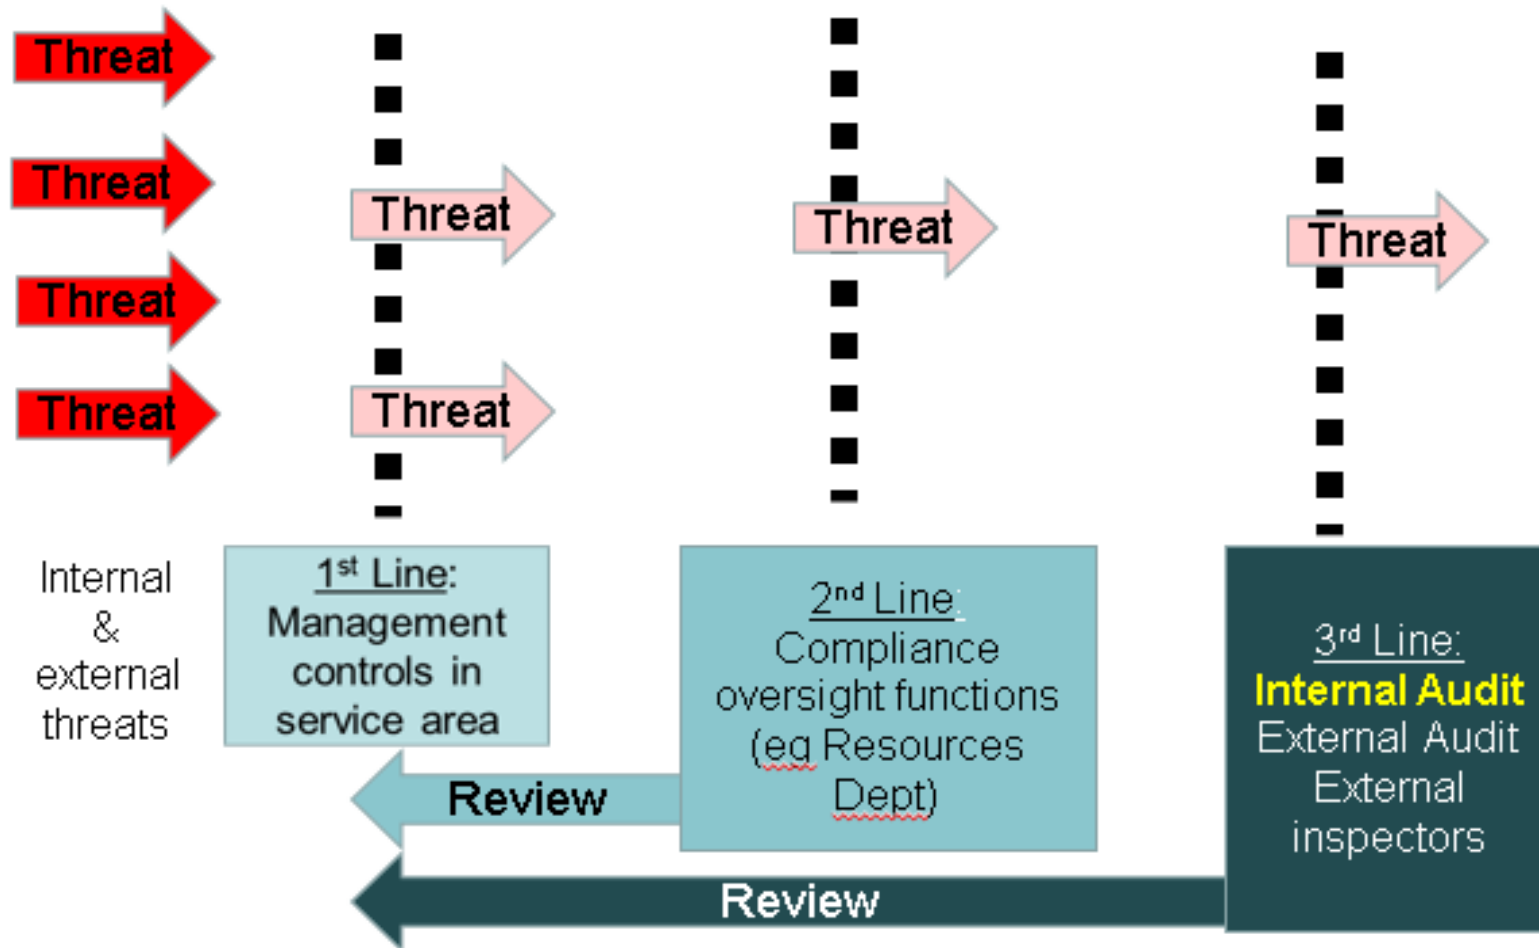 Threat
Threat
Threat
Threat
Threat
Threat
Threat
Threat
Internal
&
external
threats
1st Line:
Management
controls in
service area
2nd Line:
Compliance
oversight functions
(eg Resources
Dept)
3rd Line:
Internal Audit
External Audit
External
inspectors
Review
Review